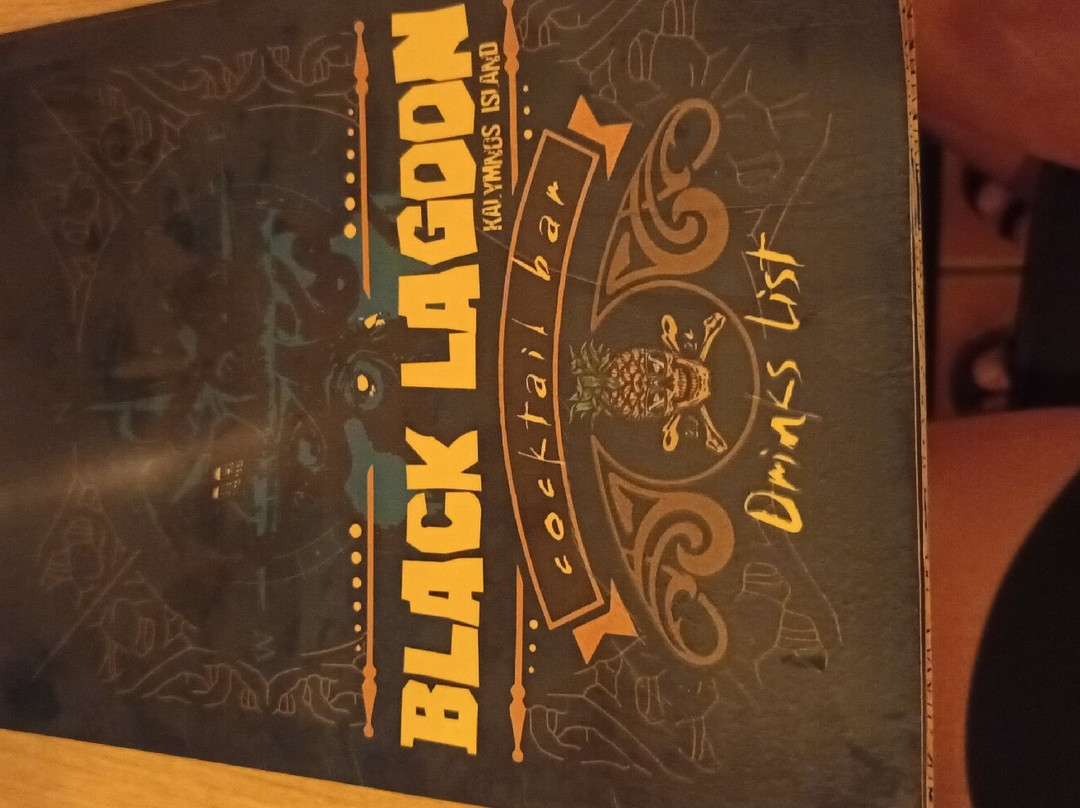 BLACK LAGOON
KALYMNOS ISLAND
cocktail bar
Drinks List